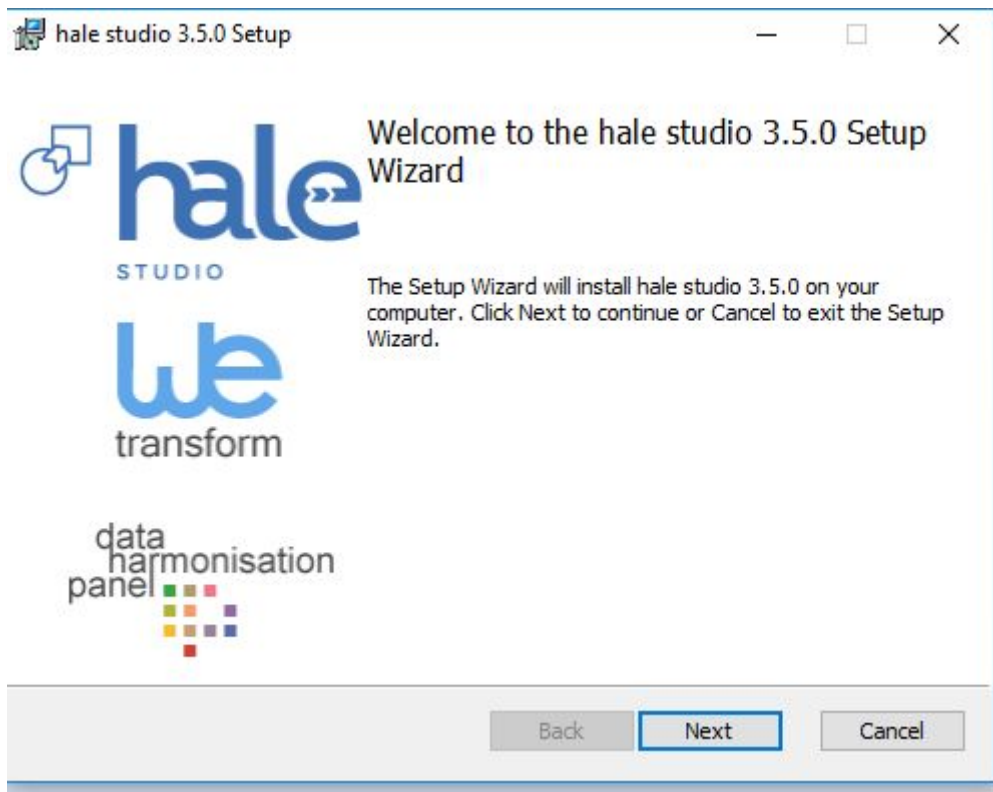 hale studio 3.5.0 Setup
hale
STUDIO
we
transform
data
harmonisation
panel
Welcome to the hale studio 3.5.0 Setup
Wizard
The Setup Wizard will install hale studio 3.5.0 on your
computer. Click Next to continue or Cancel to exit the Setup
Wizard.
Back
Next
Cancel